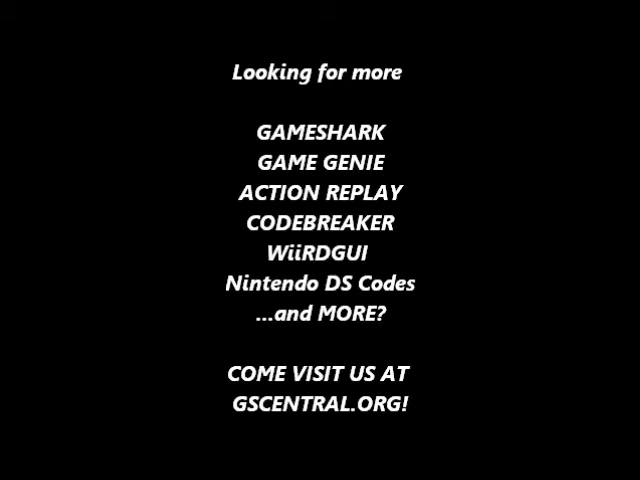 Looking for more
GAMESHARK
GAME GENIE
ACTION REPLAY
CODEBREAKER
WiiRDGUI
Nintendo DS Codes
...and MORE?
COME VISIT US AT
GSCENTRAL.ORG!